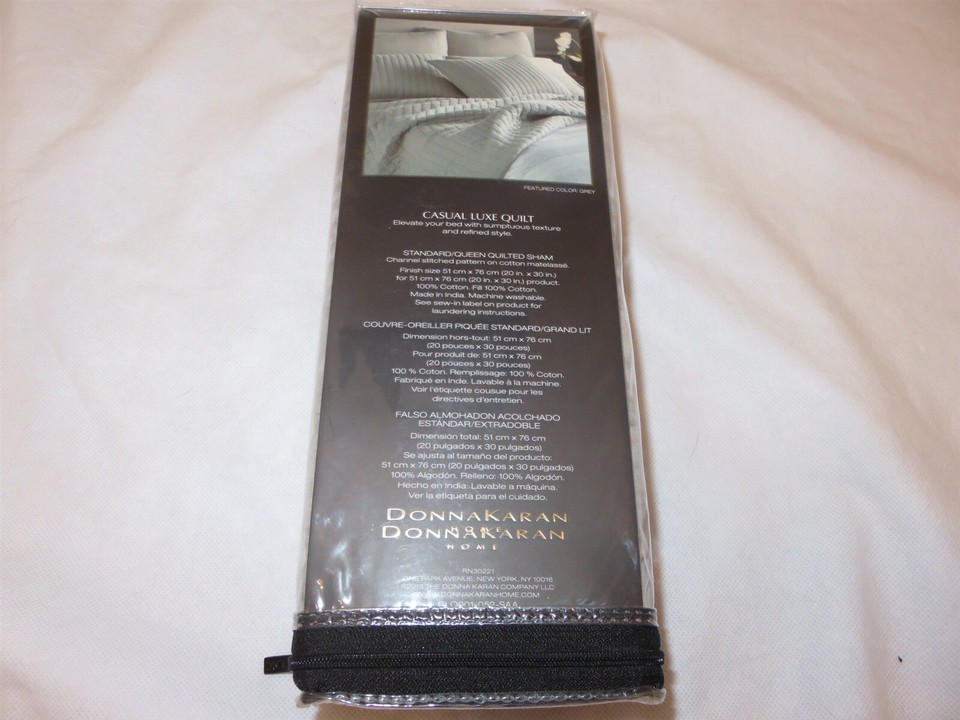 FEATURED COLOR: GREY
CASUAL LUXE QUILT
Elevate your bed with sumptuous texture
and refined style.
STANDARD/QUEEN QUILTED SHAM
Channel stitched pattern on cotton matelassé.
Finish size 51 cm x 76 cm (20 in. x 30 in.)
for 51 cm x 76 cm (20 in. x 30 in.) product.
100% Cotton. Fill 100% Cotton.
Made in India. Machine washable.
See sew-in label on product for
laundering instructions.
COUVRE-OREILLER PIQUÉE STANDARD/GRAND LIT
Dimension hors-tout: 51 cm x 76 cm
(20 pouces x 30 pouces)
Pour produit de: 51 cm x 76 cm
(20 pouces x 30 pouces)
100 % Coton. Remplissage: 100 % Coton.
Fabriqué en Inde. Lavable à la machine.
Voir l'étiquette cousue pour les
directives d'entretien.
FALSO ALMOHADON ACOLCHADO
ESTÁNDAR/EXTRADOBLE
Dimensión total: 51 cm x 76 cm
(20 pulgados x 30 pulgados)
Se ajusta al tamaño del producto:
51 cm x 76 cm (20 pulgados x 30 pulgados)
100% Algodón. Relleno: 100% Algodón.
Hecho en India. Lavable a máquina.
Ver la etiqueta para el cuidado.
DONNAKARAN
HOME
DONNAKARAN
HOME
RN30221
ONE PARK AVENUE, NEW YORK, NY 10016
THE DONNA KARAN COMPANY LLC
WWW.DONNAKARANHOME.COM